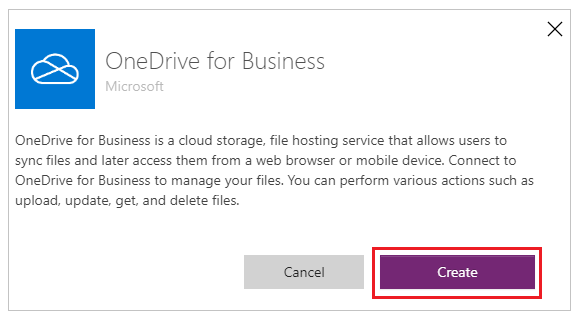 OneDrive for Business
Microsoft
OneDrive for Business is a cloud storage, file hosting service that allows users to
sync files and later access them from a web browser or mobile device. Connect to
OneDrive for Business to manage your files. You can perform various actions such as
upload, update, get, and delete files.
Cancel
Create